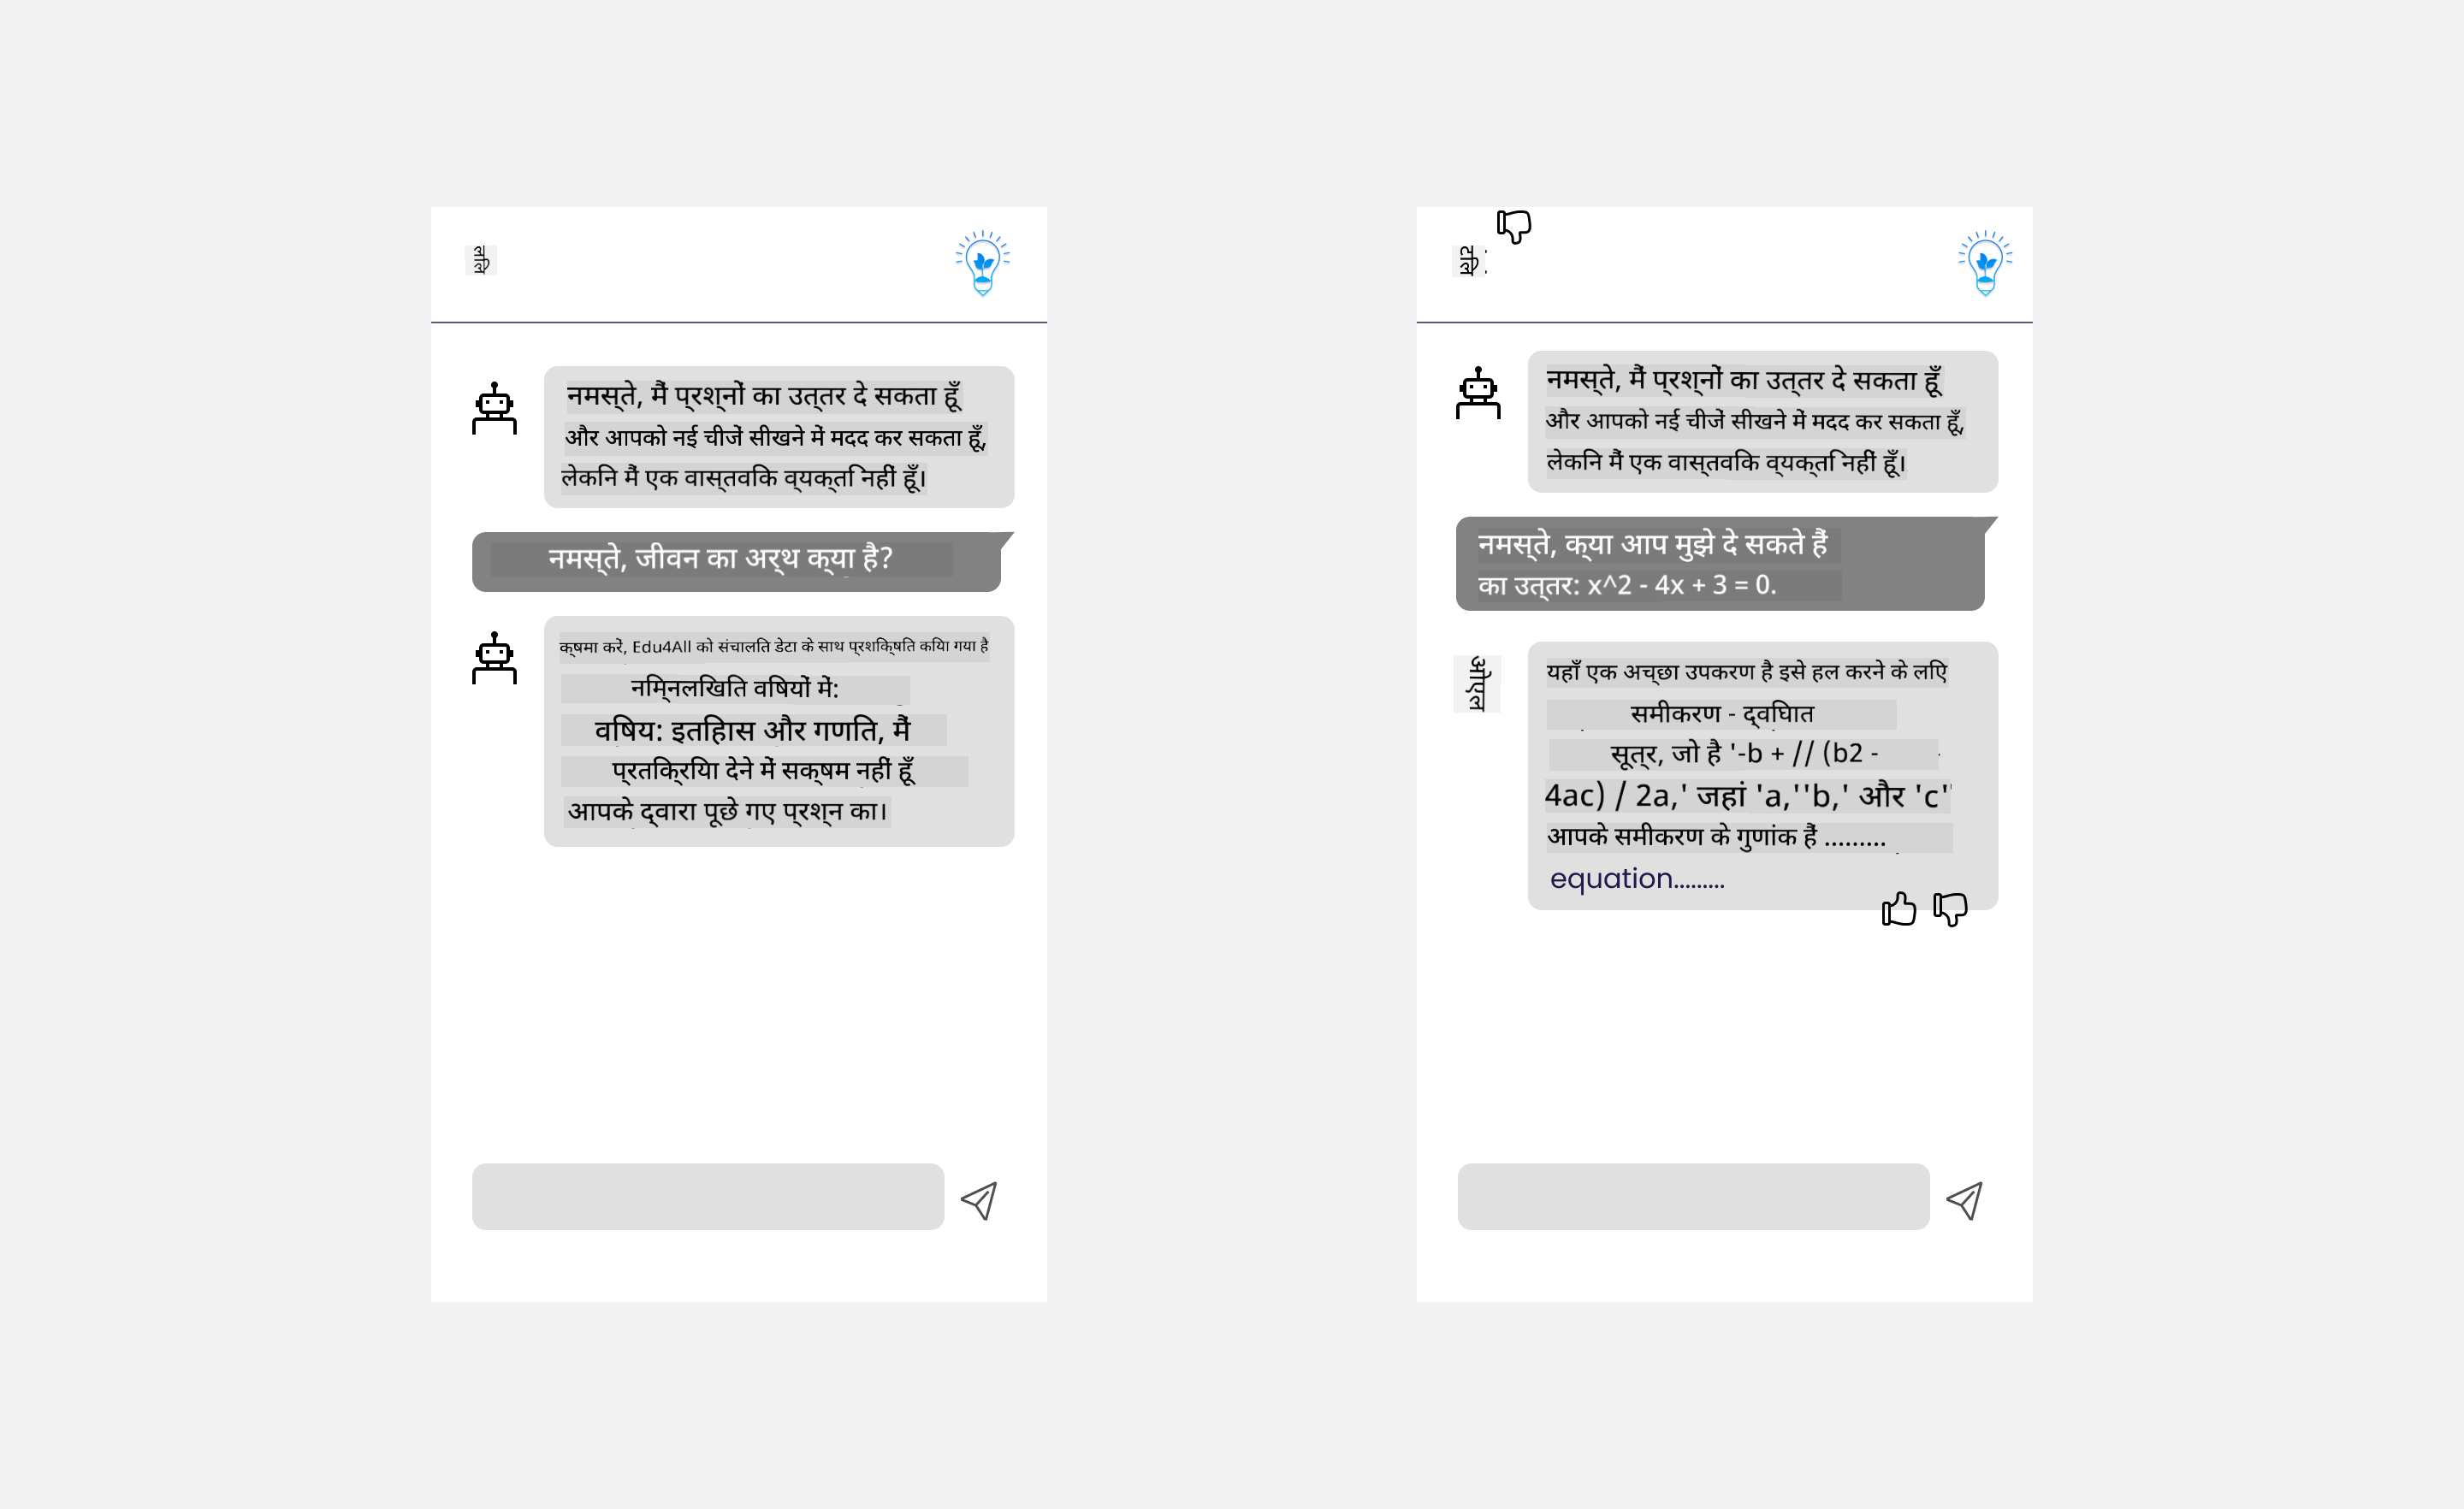 नमस्ते, मैं प्रश्नों का उत्तर दे सकता हूँ
और आपको नई चीजें सीखने में मदद कर सकता हूँ,
लेकिन मैं एक वास्तविक व्यक्ति नहीं हूँ।
नमस्ते, जीवन का अर्थ क्या है?
क्षमा करें, Edu4All को संचालित डेटा के साथ प्रशिक्षित किया गया है
निम्नलिखित विषयों में:
विषय: इतिहास और गणित, मैं
प्रतिक्रिया देने में सक्षम नहीं हूँ
आपके द्वारा पूछे गए प्रश्न का।
नमस्ते, मैं प्रश्नों का उत्तर दे सकता हूँ
और आपको नई चीजें सीखने में मदद कर सकता हूँ,
लेकिन मैं एक वास्तविक व्यक्ति नहीं हूँ।
नमस्ते, क्या आप मुझे दे सकते हैं
का उत्तर: x^2 - 4x + 3 = 0.
ओएल
यहाँ एक अच्छा उपकरण है इसे हल करने के लिए
समीकरण - द्विघात
सूत्र, जो है '-b + // (b2 -
4ac) / 2a,' जहां 'a,''b,' और 'c'
आपके समीकरण के गुणांक हैं .........
equation.........